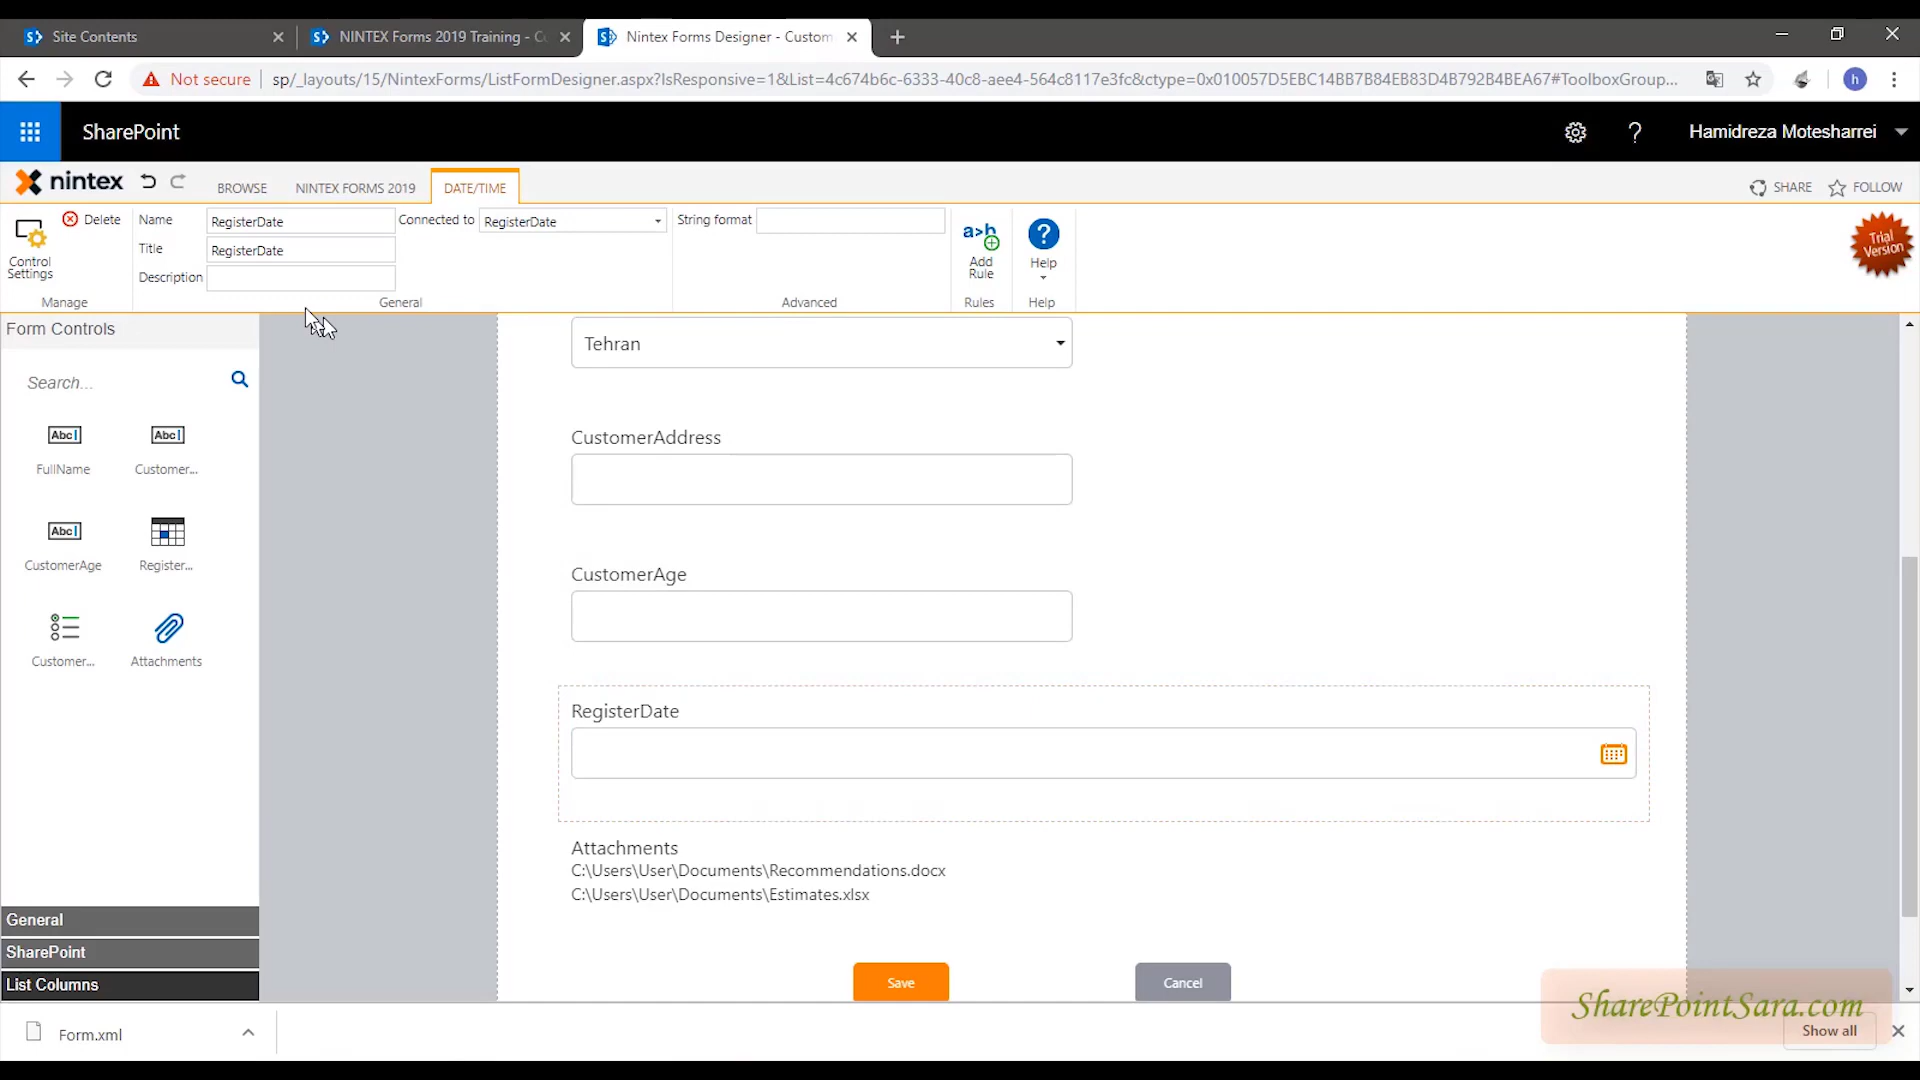 Site Contents
NINTEX Forms 2019 Training - C
Nintex Forms Designer - Custom
Not secure
sp/_layouts/15/NintexForms/ListFormDesigner.aspx?IsResponsive=1&List=4c674b6c-6333-40c8-aee4-564c8117e3fc&ctype=0x010057D5EBC14BB7B84EB83D4B792B4BEA67#ToolboxGroup...
h
SharePoint
?
Hamidreza Motesharrei
nintex
BROWSE
NINTEX FORMS 2019
DATE/TIME
SHARE
FOLLOW
Control Settings
Delete
Manage
Name
RegisterDate
Title
RegisterDate
Description
Connected to
RegisterDate
General
String format
Advanced
a>b
Add Rule
Rules
?
Help
Help
Trial Version
Form Controls
Search...
Abc
FullName
Abc
Customer...
Abc
CustomerAge
Register...
Customer...
Attachments
General
SharePoint
List Columns
Tehran
CustomerAddress
CustomerAge
RegisterDate
Attachments
C:\Users\User\Documents\Recommendations.docx
C:\Users\User\Documents\Estimates.xlsx
Save
Cancel
SharePointSara.com
Form.xml
Show all